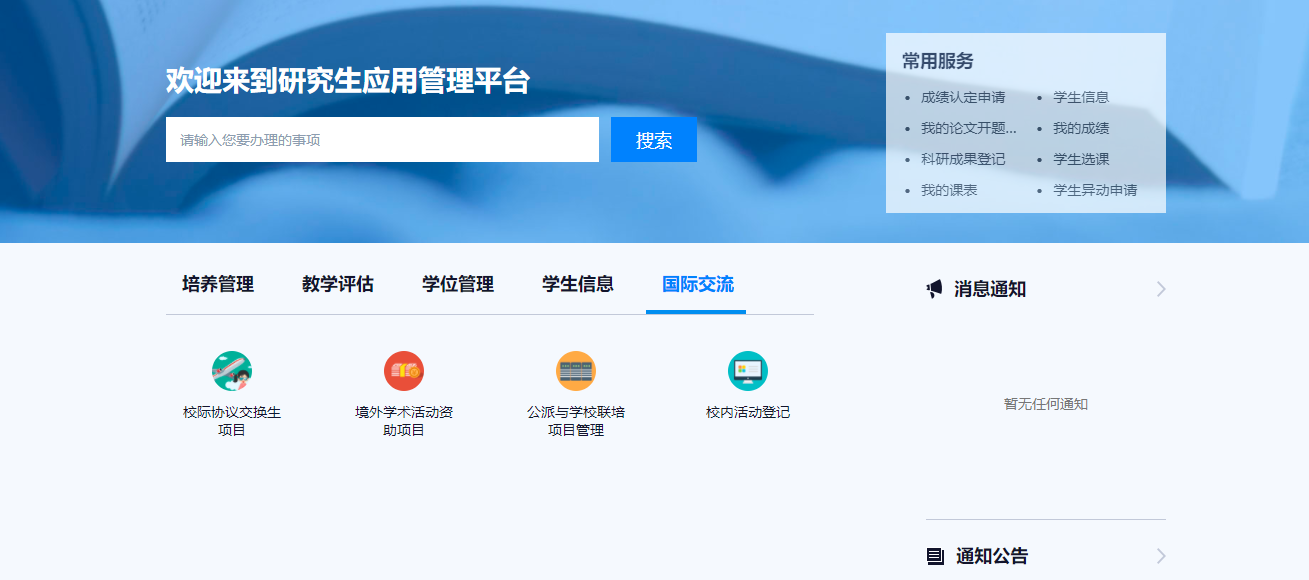 欢迎来到研究生应用管理平台
请输入您要办理的事项
搜索
常用服务
成绩认定申请
学生信息
我的论文开题...
我的成绩
科研成果登记
学生选课
我的课表
学生异动申请
培养管理
教学评估
学位管理
学生信息
国际交流
校际协议交换生
项目
境外学术活动资
助项目
公派与学校联培
项目管理
校内活动登记
消息通知
暂无任何通知
通知公告